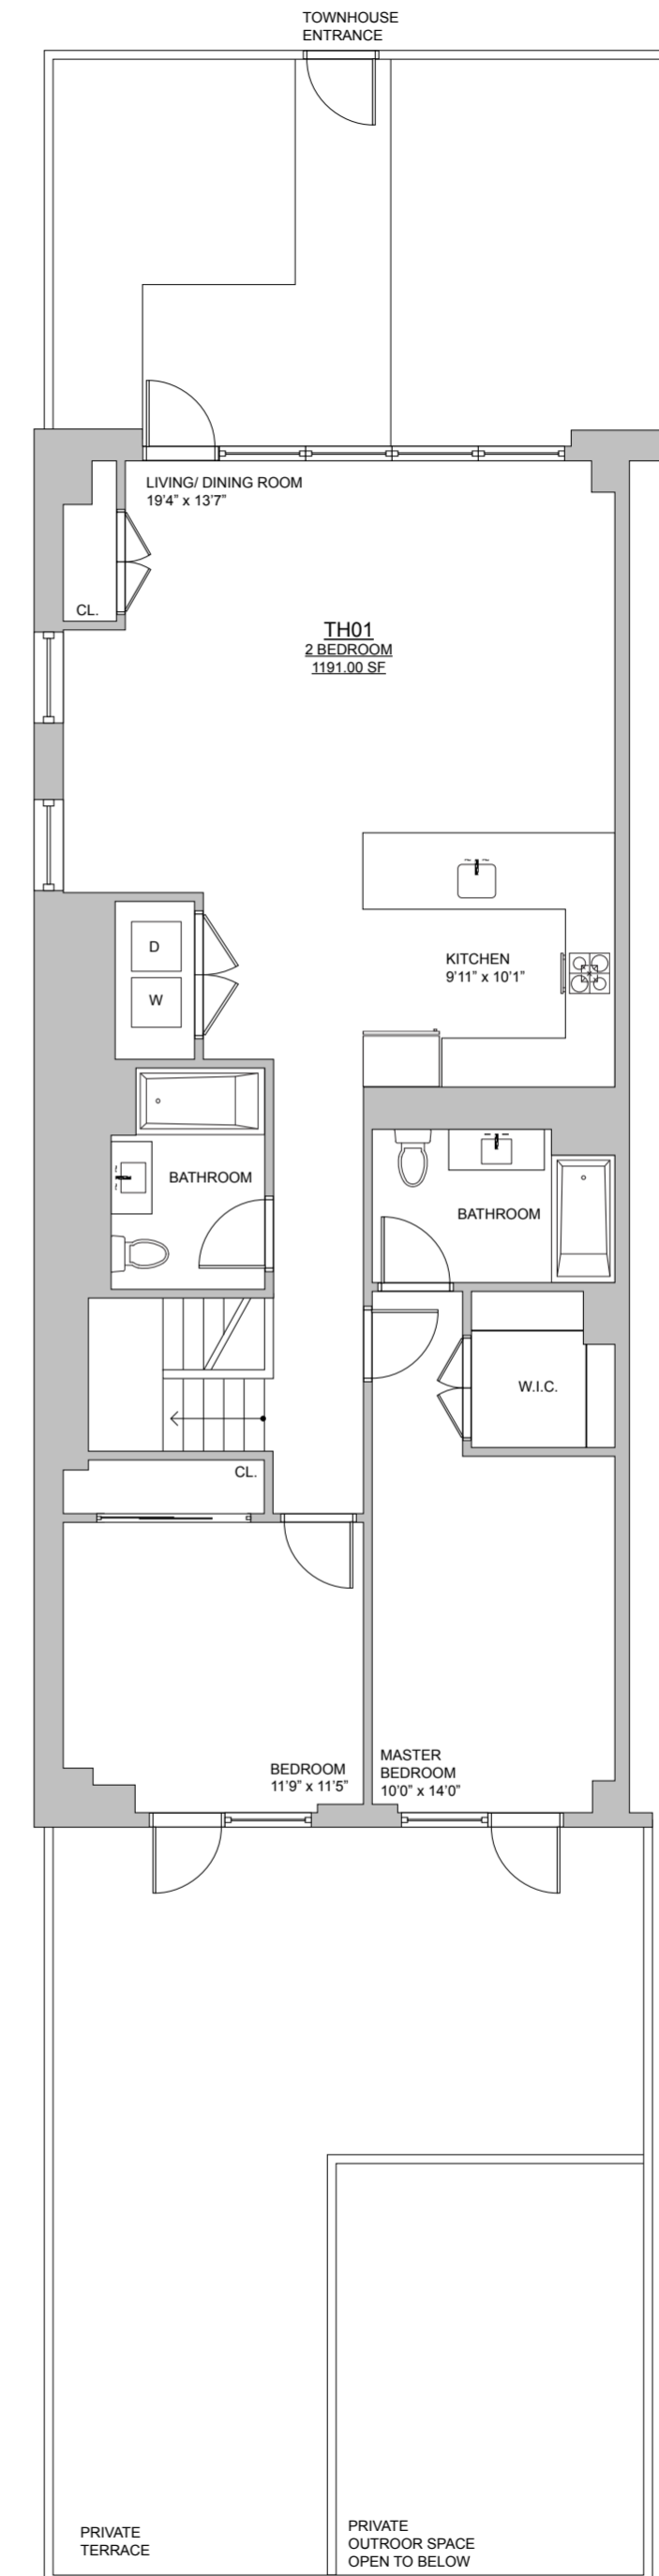 TOWNHOUSE
ENTRANCE
LIVING/ DINING ROOM
19'4" x 13'7"
CL.
TH01
2 BEDROOM
1191.00 SF
D
W
KITCHEN
9'11" x 10'1"
BATHROOM
BATHROOM
W.I.C.
CL.
BEDROOM
11'9" x 11'5"
MASTER
BEDROOM
10'0" x 14'0"
PRIVATE
TERRACE
PRIVATE
OUTROOR SPACE
OPEN TO BELOW